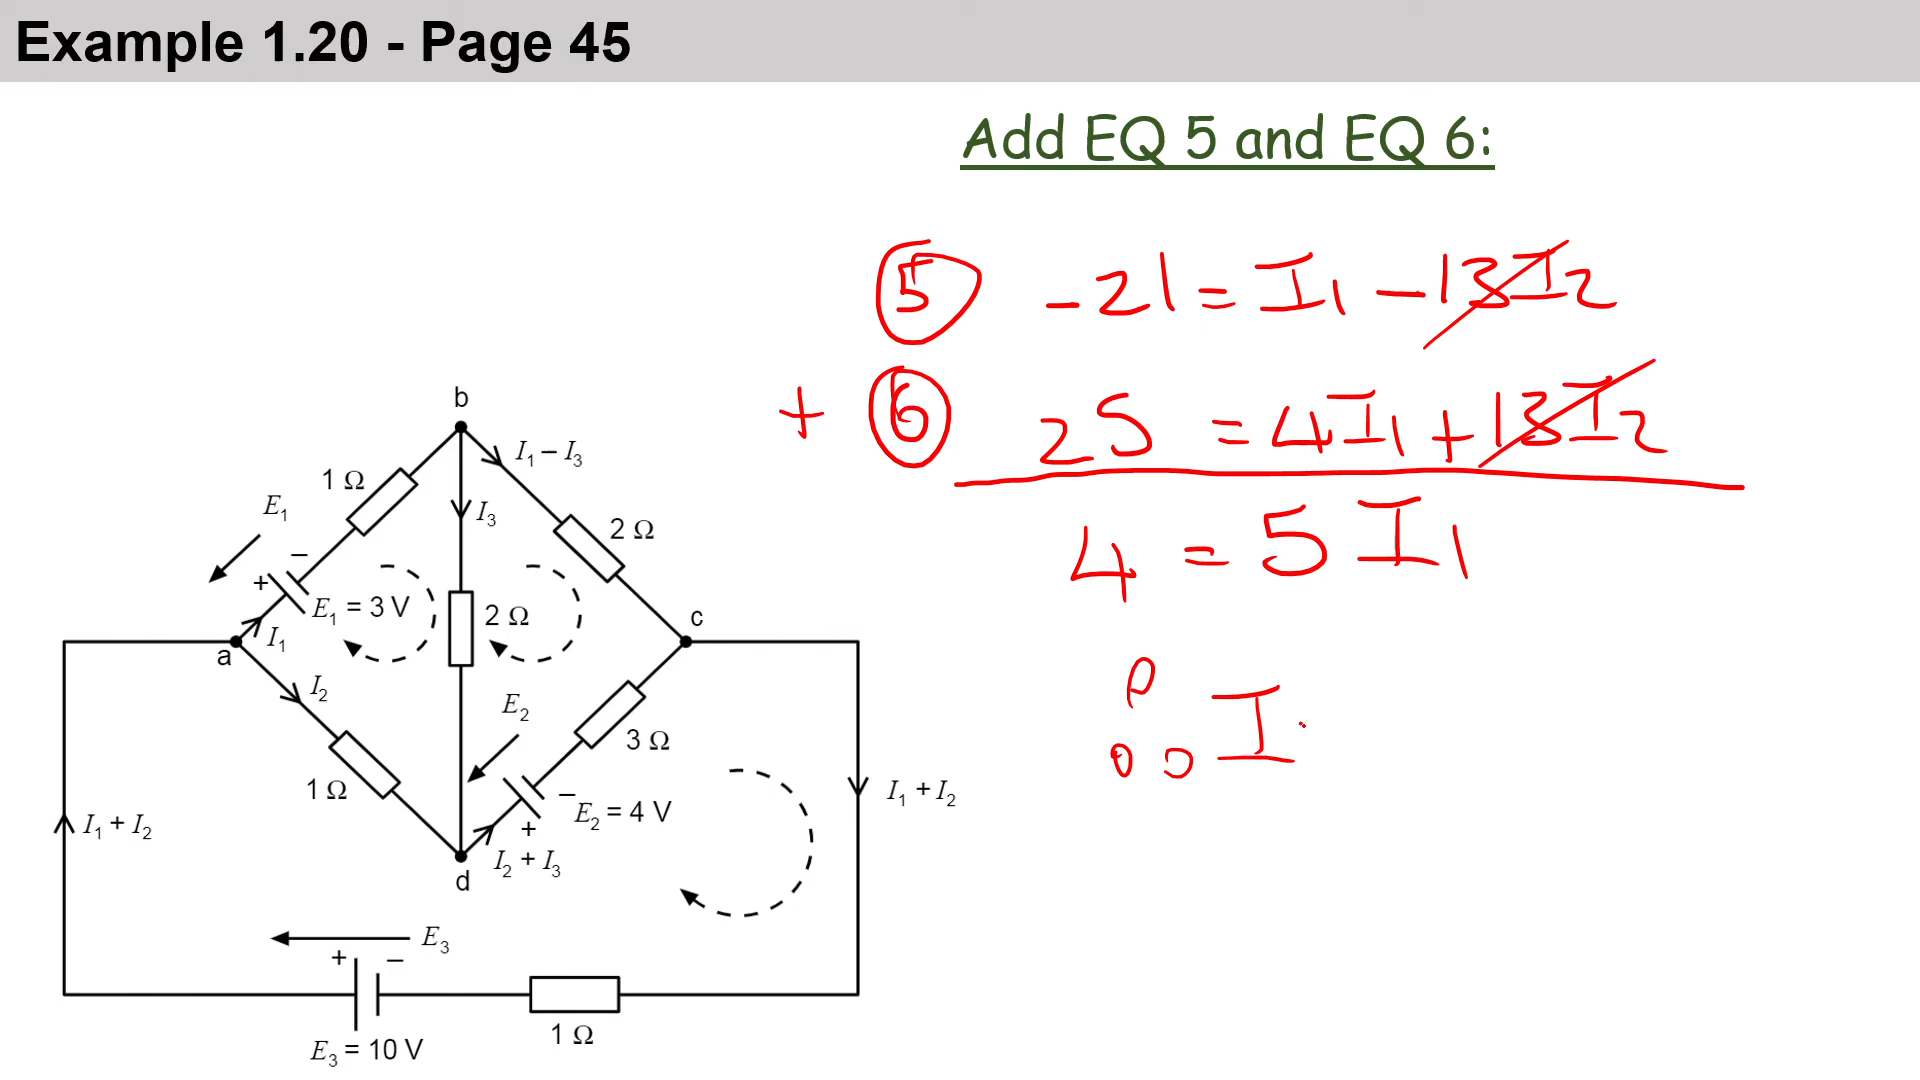 Example 1.20 - Page 45
Add EQ 5 and EQ 6:
5 -21 = I1 - 13I2
+ 6 25 = 4I1 + 13I2
4 = 5 I1
∴ I
b
I1 – I3
1 Ω
E1
I3
2 Ω
–
+
E1 = 3 V
2 Ω
c
I1
a
I2
E2
3 Ω
1 Ω
–
E2 = 4 V
I1 + I2
+
I1 + I2
I2 + I3
d
E3
+ –
1 Ω
E3 = 10 V